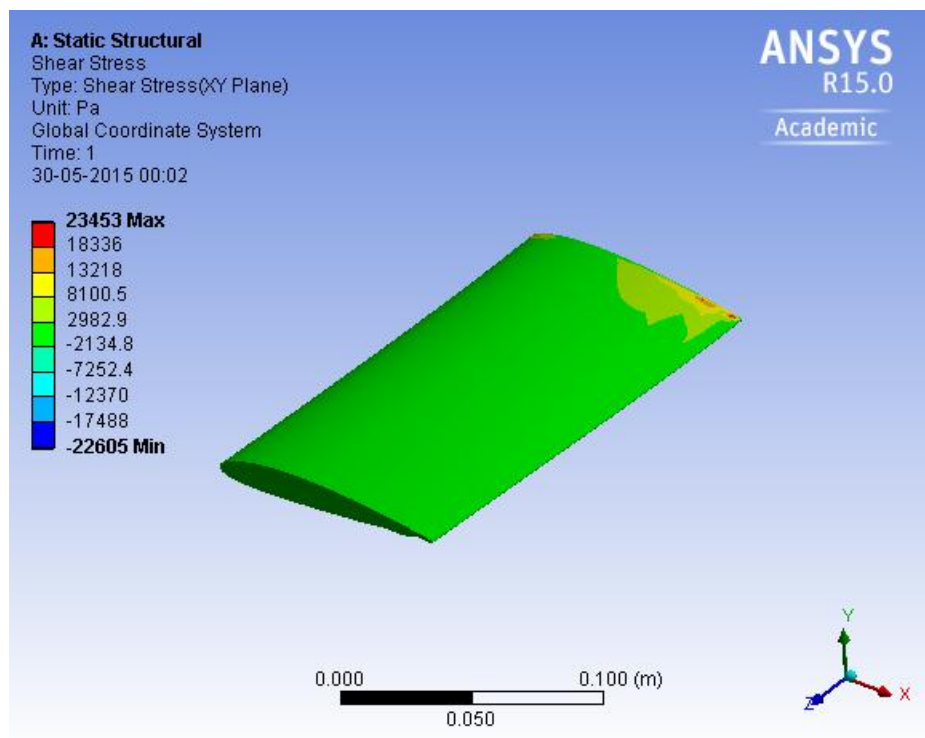 A: Static Structural
Shear Stress
Type: Shear Stress(XY Plane)
Unit: Pa
Global Coordinate System
Time: 1
30-05-2015 00:02
ANSYS
R15.0
Academic
23453 Max
18336
13218
8100.5
2982.9
-2134.8
-7252.4
-12370
-17488
-22605 Min
0.000 0.100 (m)
0.050
Y
X
Z